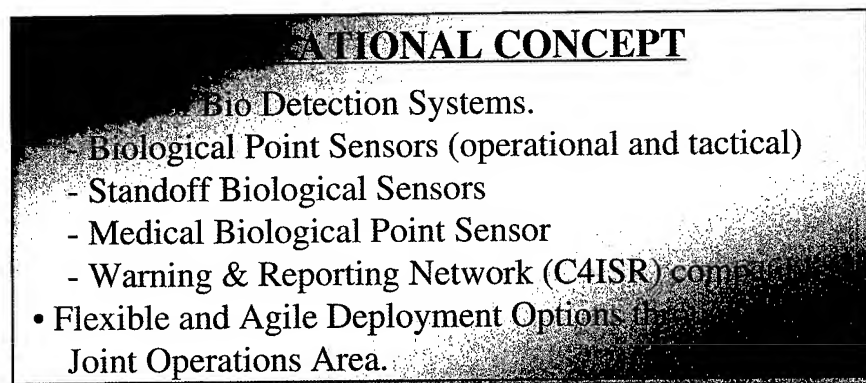 ATIONAL CONCEPT
Bio Detection Systems.
- Biological Point Sensors (operational and tactical)
- Standoff Biological Sensors
- Medical Biological Point Sensor
- Warning & Reporting Network (C4ISR)
• Flexible and Agile Deployment Options
Joint Operations Area.